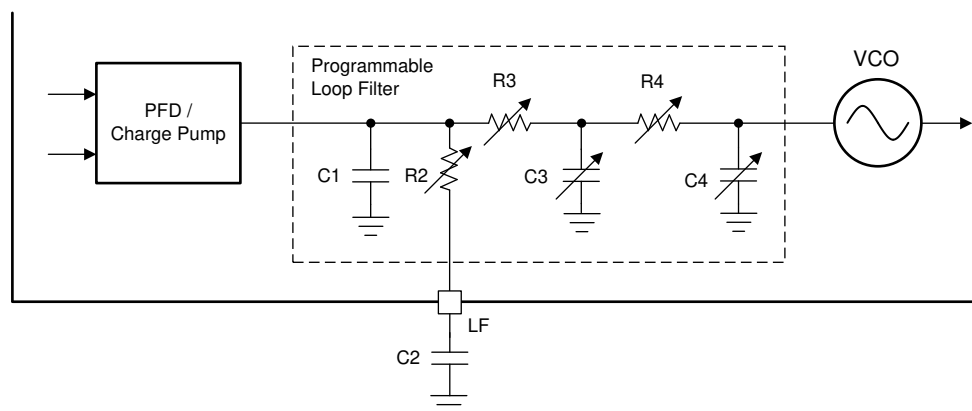 Programmable
Loop Filter
VCO
R3
R4
PFD /
Charge Pump
C1
R2
C3
C4
LF
C2